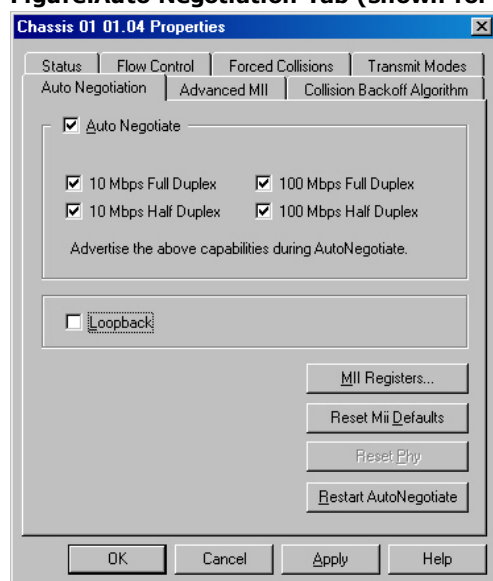 Figure:Auto Negotiation Tab (shown for
Chassis 01 01.04 Properties
Status Flow Control Forced Collisions Transmit Modes
Auto Negotiation Advanced MII Collision Backoff Algorithm
Auto Negotiate
10 Mbps Full Duplex 100 Mbps Full Duplex
10 Mbps Half Duplex 100 Mbps Half Duplex
Advertise the above capabilities during AutoNegotiate.
Loopback
MII Registers...
Reset Mii Defaults
Reset Phy
Restart AutoNegotiate
OK Cancel Apply Help